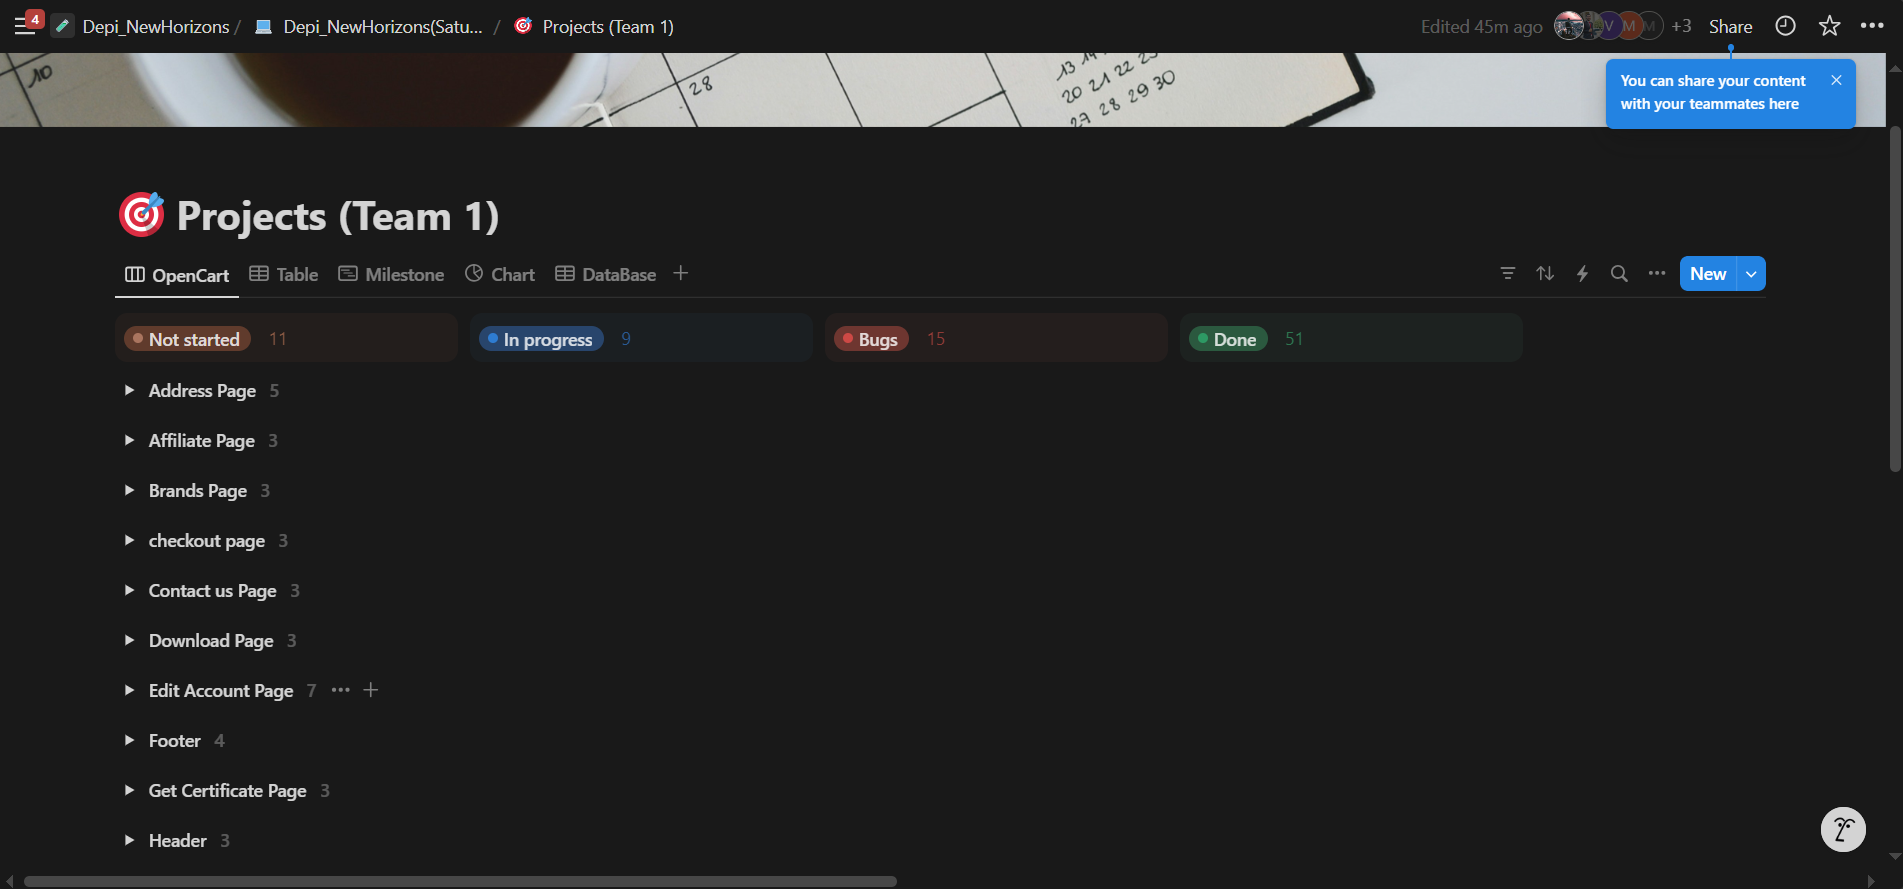 4
Depi_NewHorizons / Depi_NewHorizons(Satu... / Projects (Team 1)
Edited 45m ago
V M M +3 Share
10
28
13 14
20 21 22 23
27 28 29 30
You can share your content
with your teammates here
Projects (Team 1)
OpenCart Table Milestone Chart DataBase
New
Not started 11 In progress 9 Bugs 15 Done 51
Address Page 5
Affiliate Page 3
Brands Page 3
checkout page 3
Contact us Page 3
Download Page 3
Edit Account Page 7
Footer 4
Get Certificate Page 3
Header 3